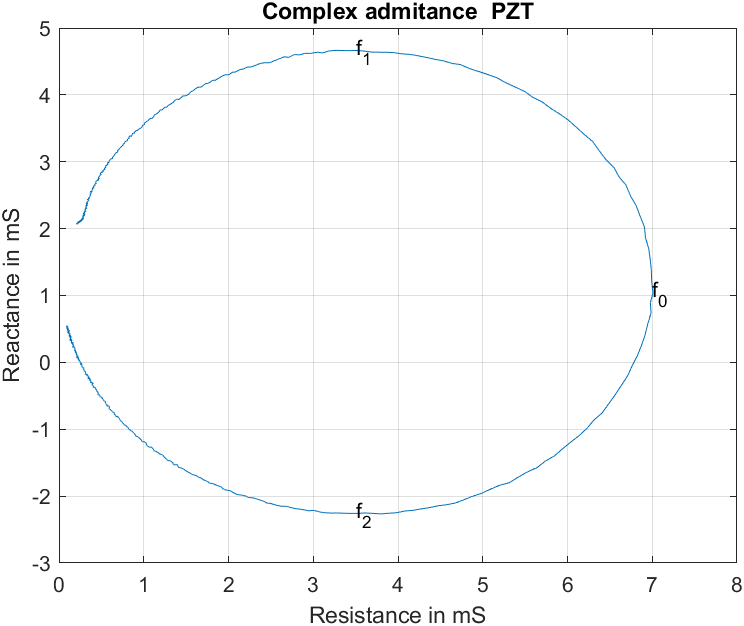 Complex admitance PZT
Reactance in mS
5
4
3
2
1
0
-1
-2
-3
f1
f0
f2
0 1 2 3 4 5 6 7 8
Resistance in mS